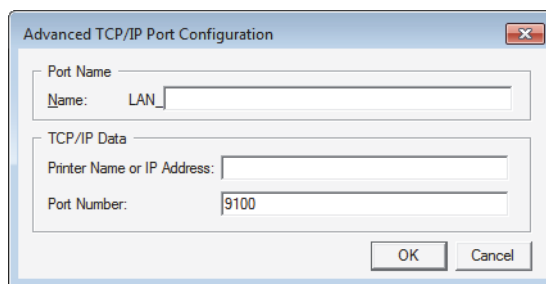 Advanced TCP/IP Port Configuration
Port Name
Name: LAN_
TCP/IP Data
Printer Name or IP Address:
Port Number: 9100
OK Cancel